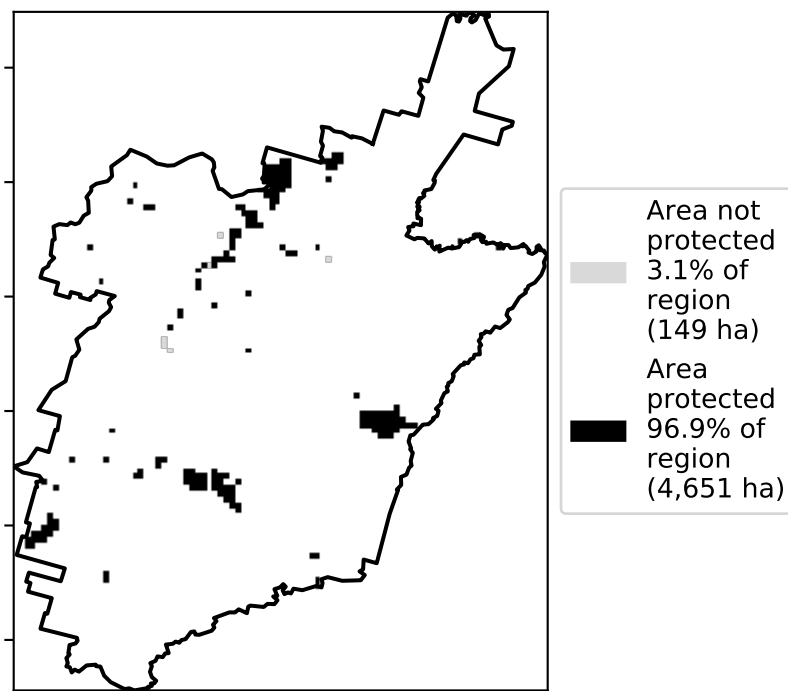 Area not
protected
3.1% of
region
(149 ha)
Area
protected
96.9% of
region
(4,651 ha)